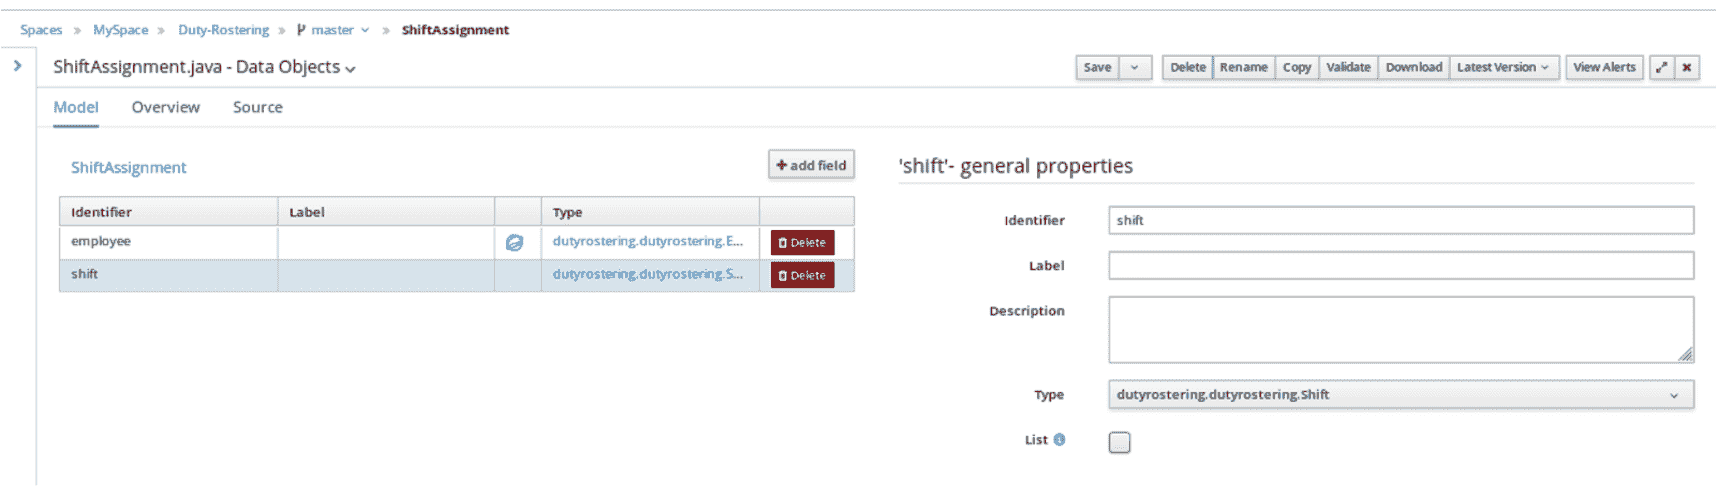 Spaces » MySpace » Duty-Rostering » master » ShiftAssignment
ShiftAssignment.java - Data Objects
Save Delete Rename Copy Validate Download Latest Version View Alerts
Model Overview Source
ShiftAssignment
+ add field
Identifier Label Type
employee dutyrostering.dutyrostering.E... Delete
shift dutyrostering.dutyrostering.S... Delete
'shift'- general properties
Identifier shift
Label
Description
Type dutyrostering.dutyrostering.Shift
List